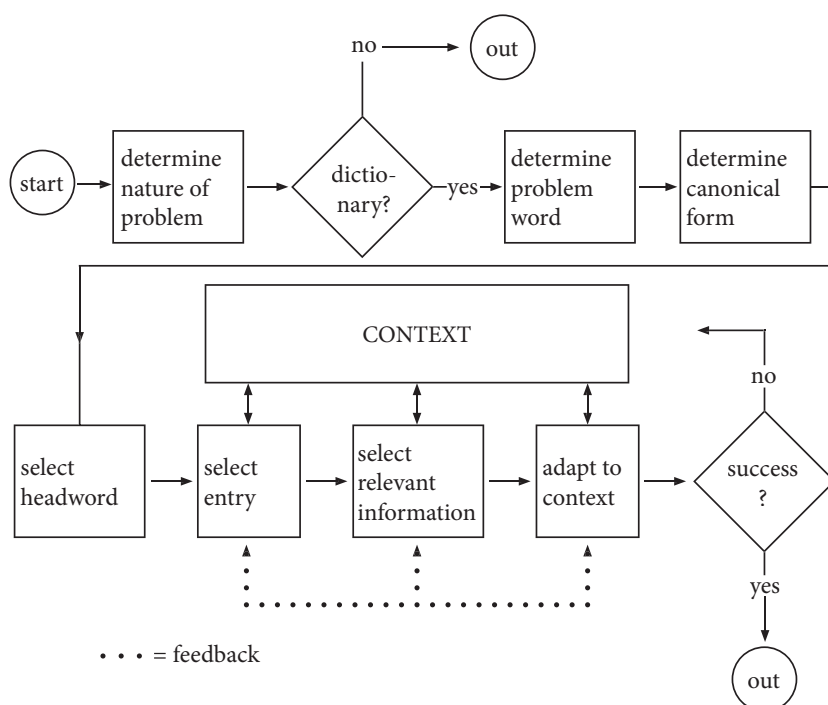 no
out
start
determine
nature of
problem
dictio-
nary?
yes
determine
problem
word
determine
canonical
form
CONTEXT
no
select
headword
select
entry
select
relevant
information
adapt to
context
success
?
yes
• • • = feedback
out